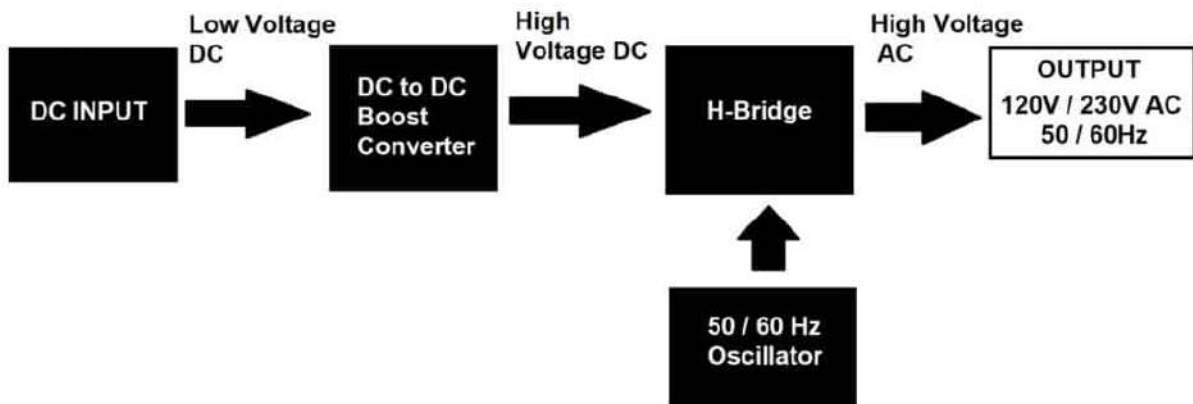 Low Voltage
DC
High
Voltage DC
High Voltage
AC
DC INPUT
DC to DC
Boost
Converter
H-Bridge
OUTPUT
120V / 230V AC
50 / 60Hz
50 / 60 Hz
Oscillator